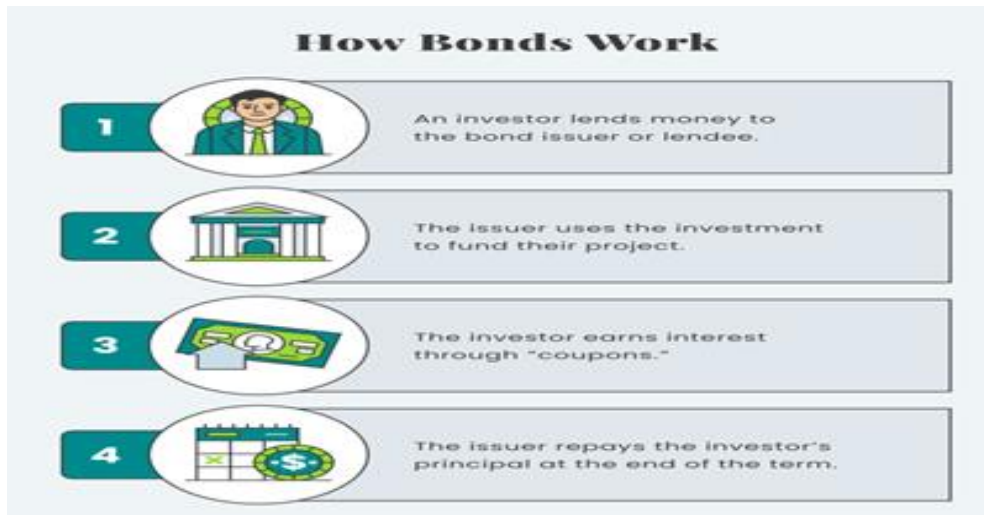 How Bonds Work
1
An investor lends money to
the bond issuer or lendee.
2
The issuer uses the investment
to fund their project.
3
The investor earns interest
through “coupons.”
4
The issuer repays the investor’s
principal at the end of the term.
$